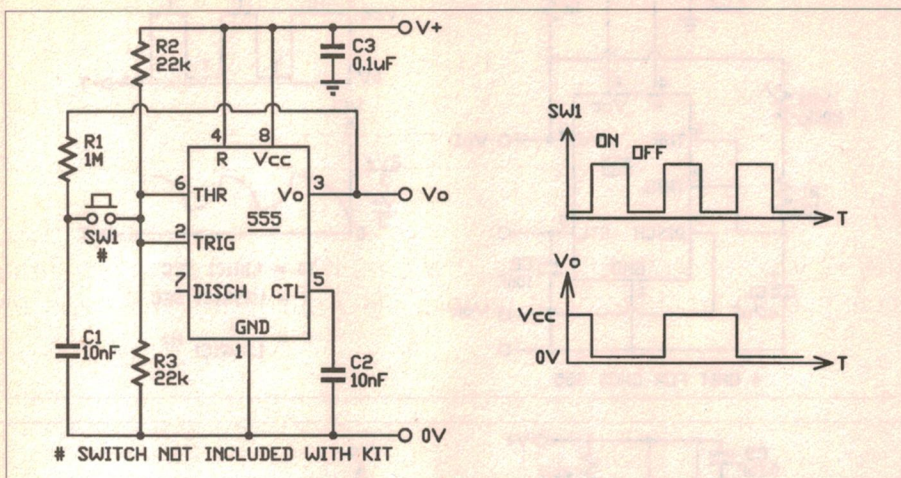 V+
R2
22k
C3
0.1uF
R1
1M
4
8
R
Vcc
6
THR
Vo
3
Vo
555
SW1
#
2
TRIG
7
DISCH
CTL
5
GND
1
C1
10nF
R3
22k
C2
10nF
0V
# SWITCH NOT INCLUDED WITH KIT
SW1
ON
OFF
T
Vo
Vcc
0V
T